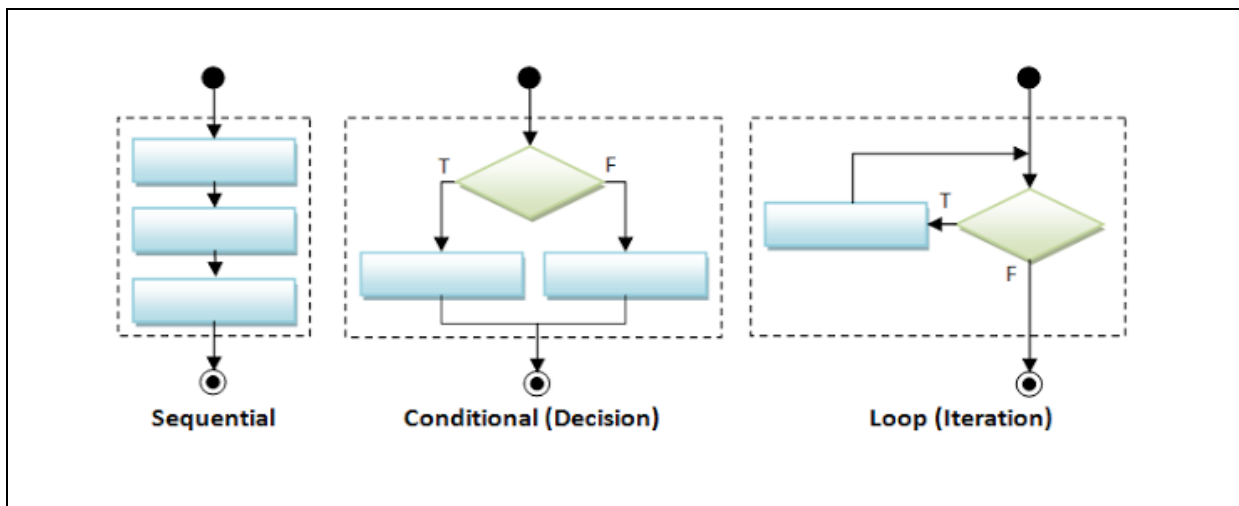 T
F
T
F
Sequential
Conditional (Decision)
Loop (Iteration)